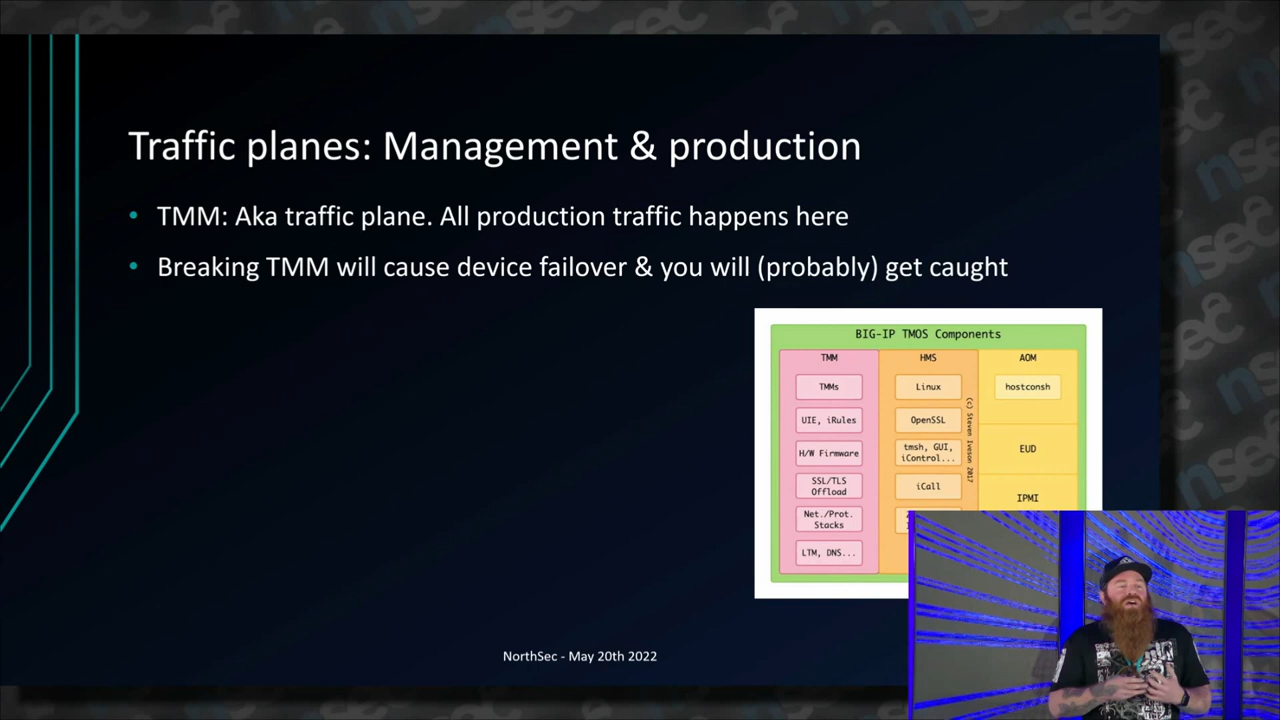 Traffic planes: Management & production
• TMM: Aka traffic plane. All production traffic happens here
• Breaking TMM will cause device failover & you will (probably) get caught
BIG-IP TMOS Components
TMM
TMMs
UIE, iRules
H/W Firmware
SSL/TLS
Offload
Net./Prot.
Stacks
LTM, DNS...
HMS
Linux
OpenSSL
tmsh, GUI,
iControl...
iCall
(c) Steven Iveson 2017
AOM
hostconsh
EUD
IPMI
NorthSec - May 20th 2022
nsec
nsec
nsec